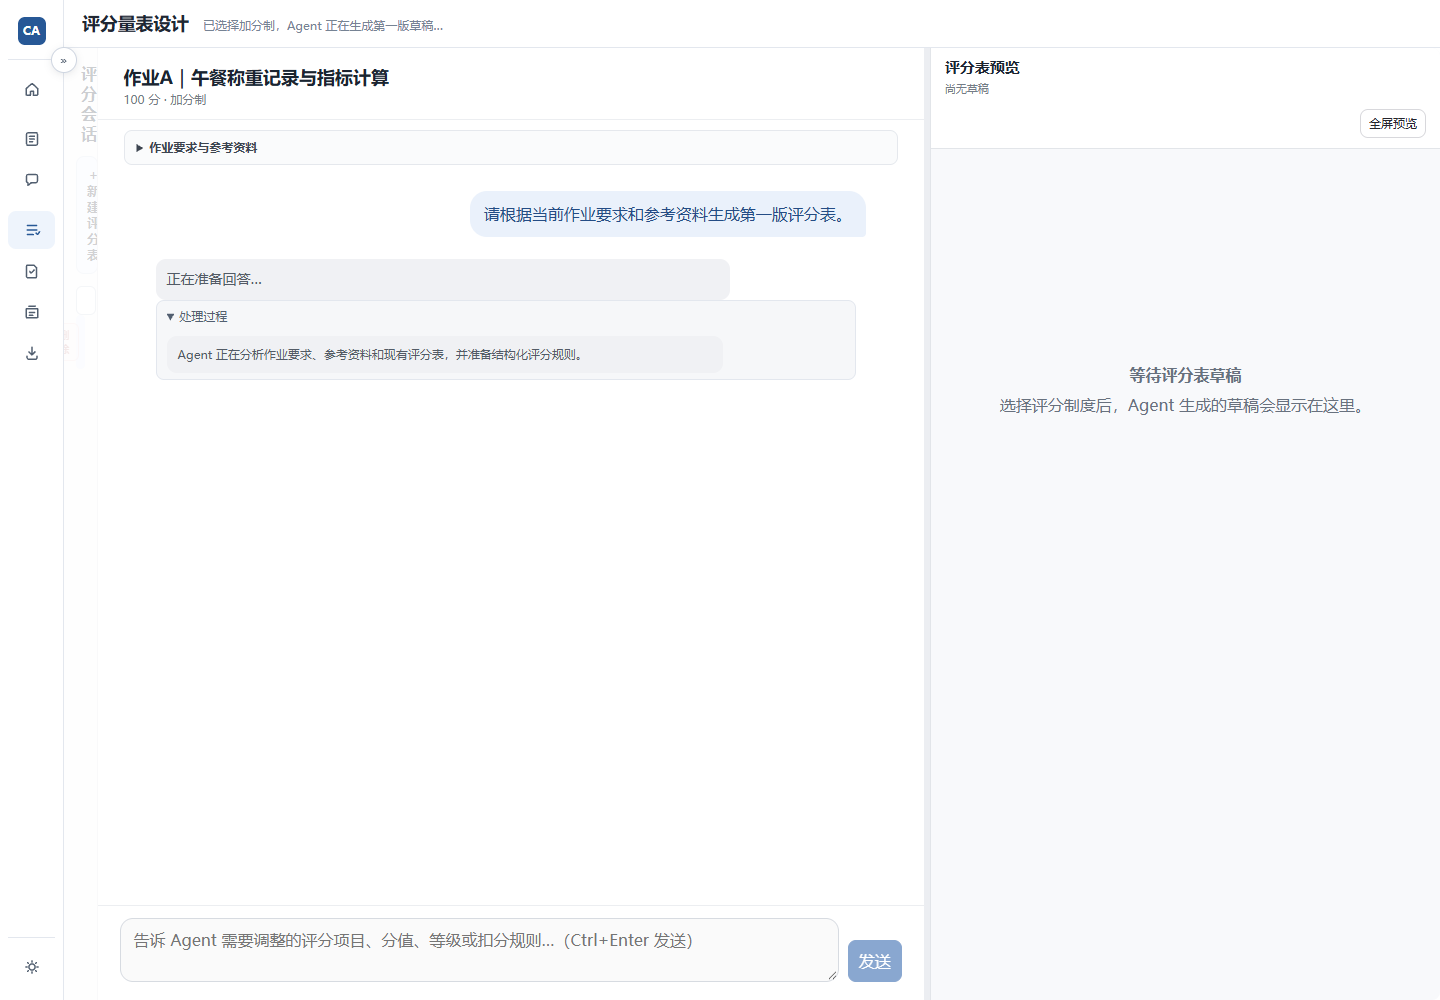 CA
评分量表设计
已选择加分制，Agent 正在生成第一版草稿...
»
评分会话
+ 新建评分表
作业A｜午餐称重记录与指标计算
100 分 · 加分制
作业要求与参考资料
请根据当前作业要求和参考资料生成第一版评分表。
正在准备回答...
处理过程
Agent 正在分析作业要求、参考资料和现有评分表，并准备结构化评分规则。
告诉 Agent 需要调整的评分项目、分值、等级或扣分规则...（Ctrl+Enter 发送）
发送
评分表预览
尚无草稿
全屏预览
等待评分表草稿
选择评分制度后，Agent 生成的草稿会显示在这里。